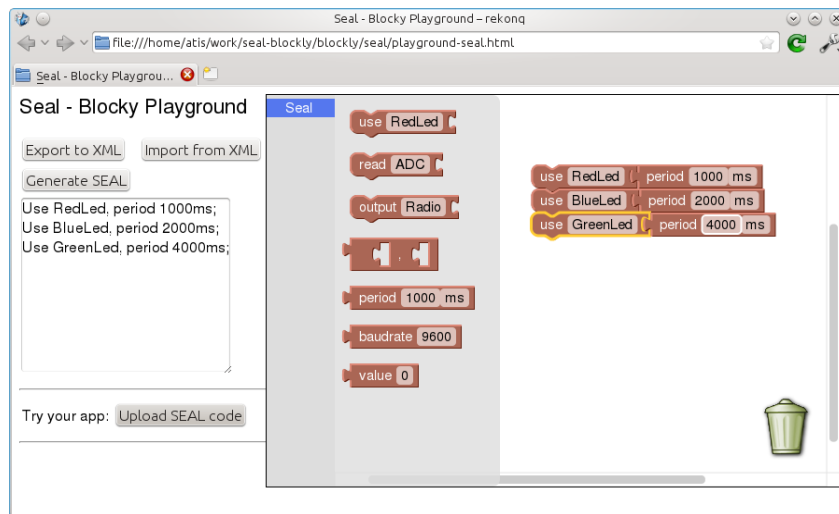 Seal - Blocky Playground – rekonq
file:///home/atis/work/seal-blockly/blockly/seal/playground-seal.html
Seal - Blocky Playgrou...
Seal - Blocky Playground
Export to XML Import from XML
Generate SEAL
Use RedLed, period 1000ms;
Use BlueLed, period 2000ms;
Use GreenLed, period 4000ms;
Try your app: Upload SEAL code
Seal
use RedLed
read ADC
output Radio
,
period 1000 ms
baudrate 9600
value 0
use RedLed period 1000 ms
use BlueLed period 2000 ms
use GreenLed period 4000 ms